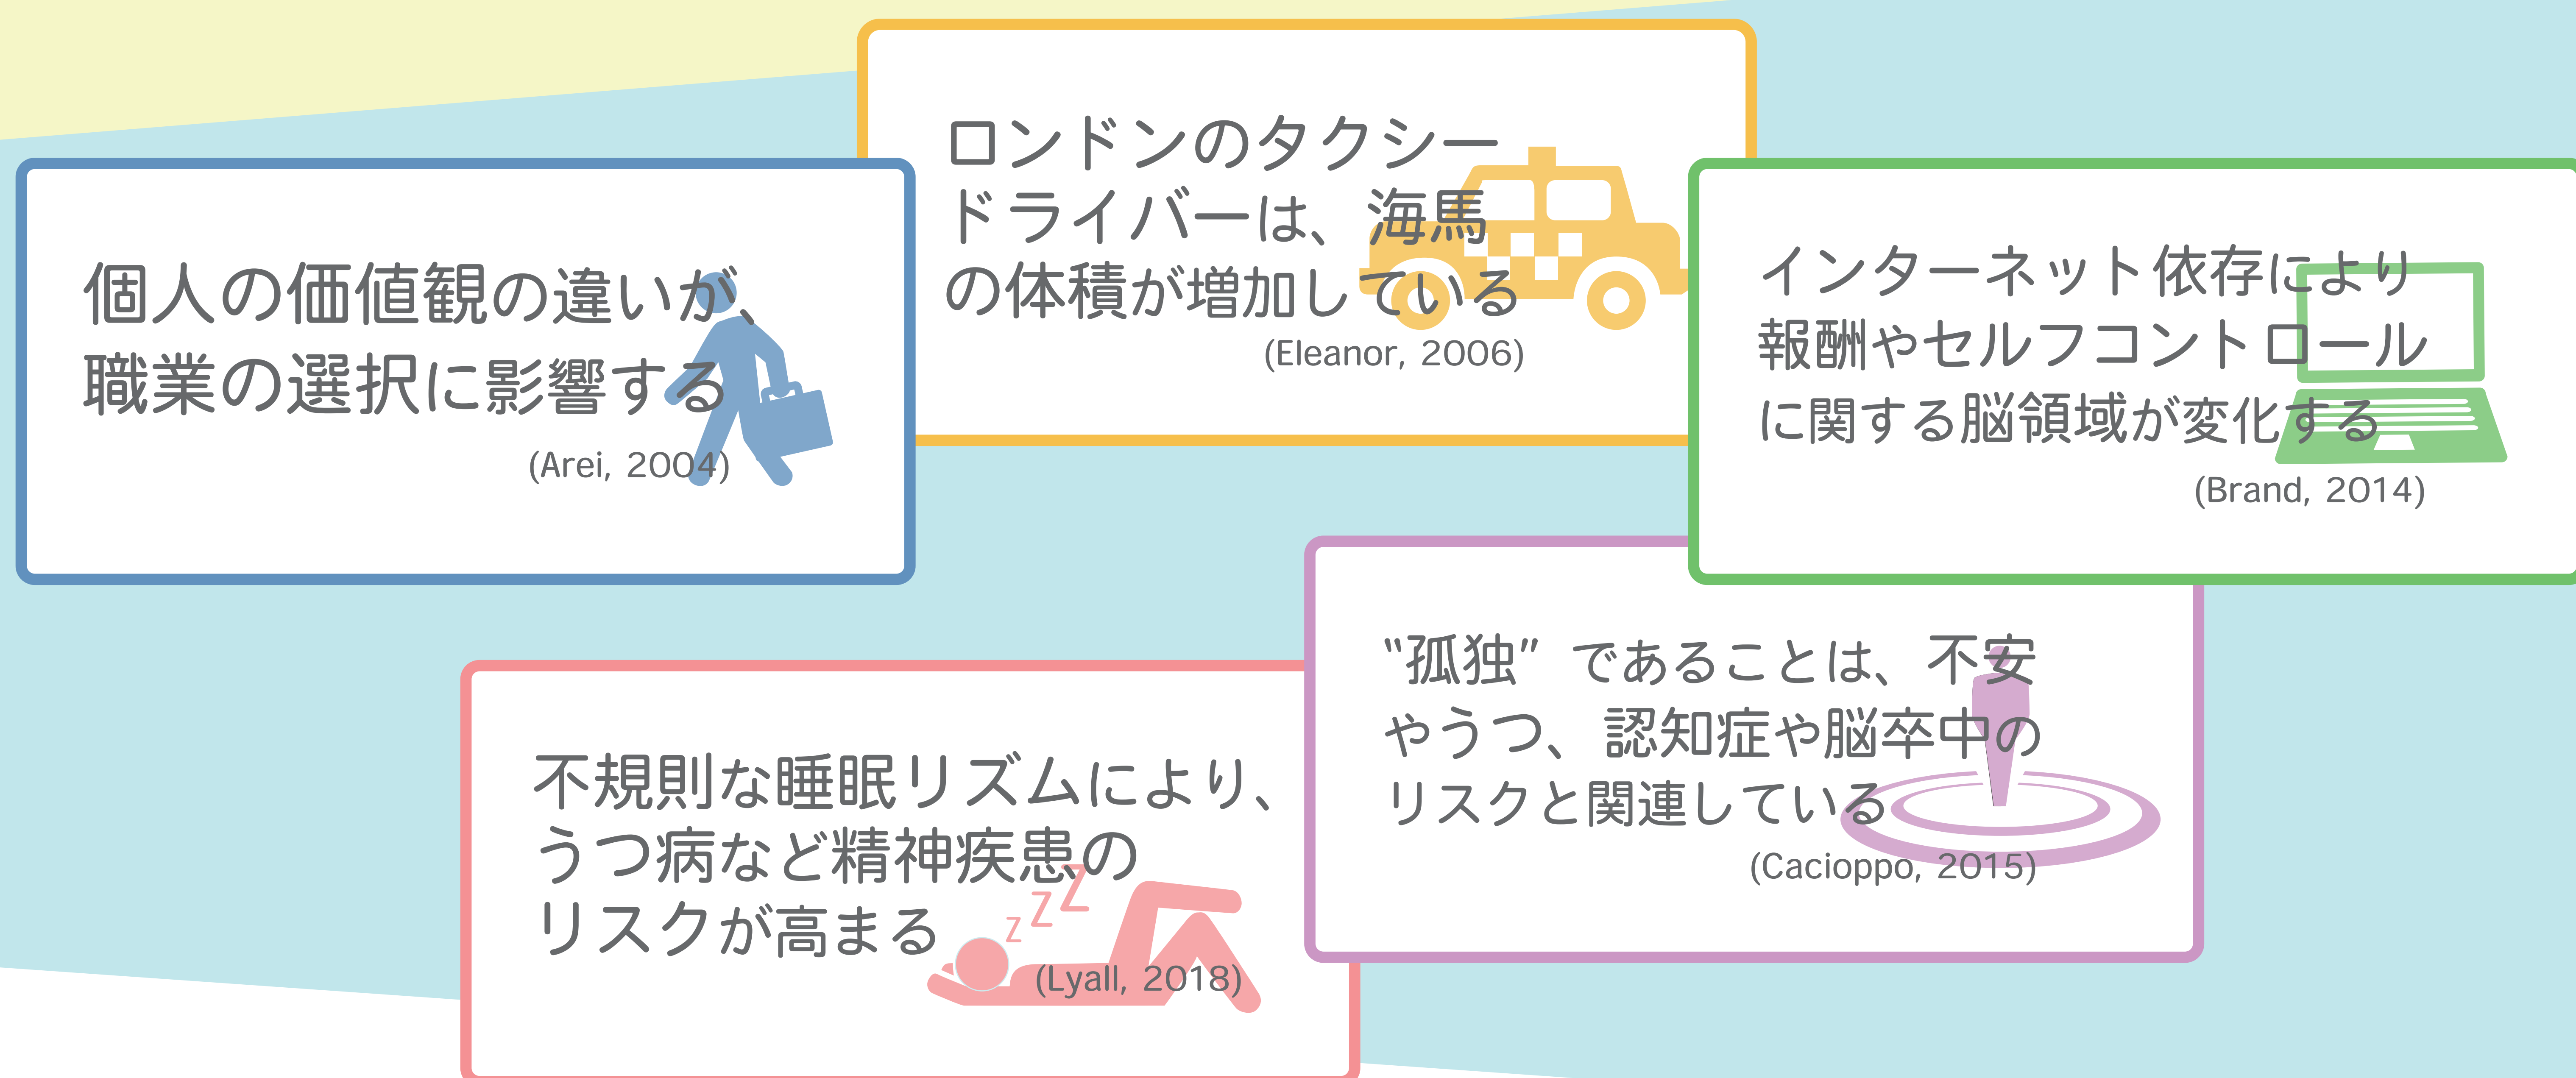 個人の価値観の違いが、
職業の選択に影響する
(Arei, 2004)
ロンドンのタクシー
ドライバーは、海馬
の体積が増加している
(Eleanor, 2006)
インターネット依存により
報酬やセルフコントロール
に関する脳領域が変化する
(Brand, 2014)
不規則な睡眠リズムにより、
うつ病など精神疾患の
リスクが高まる
z z z
(Lyall, 2018)
“孤独”であることは、不安
やうつ、認知症や脳卒中の
リスクと関連している
(Cacioppo, 2015)